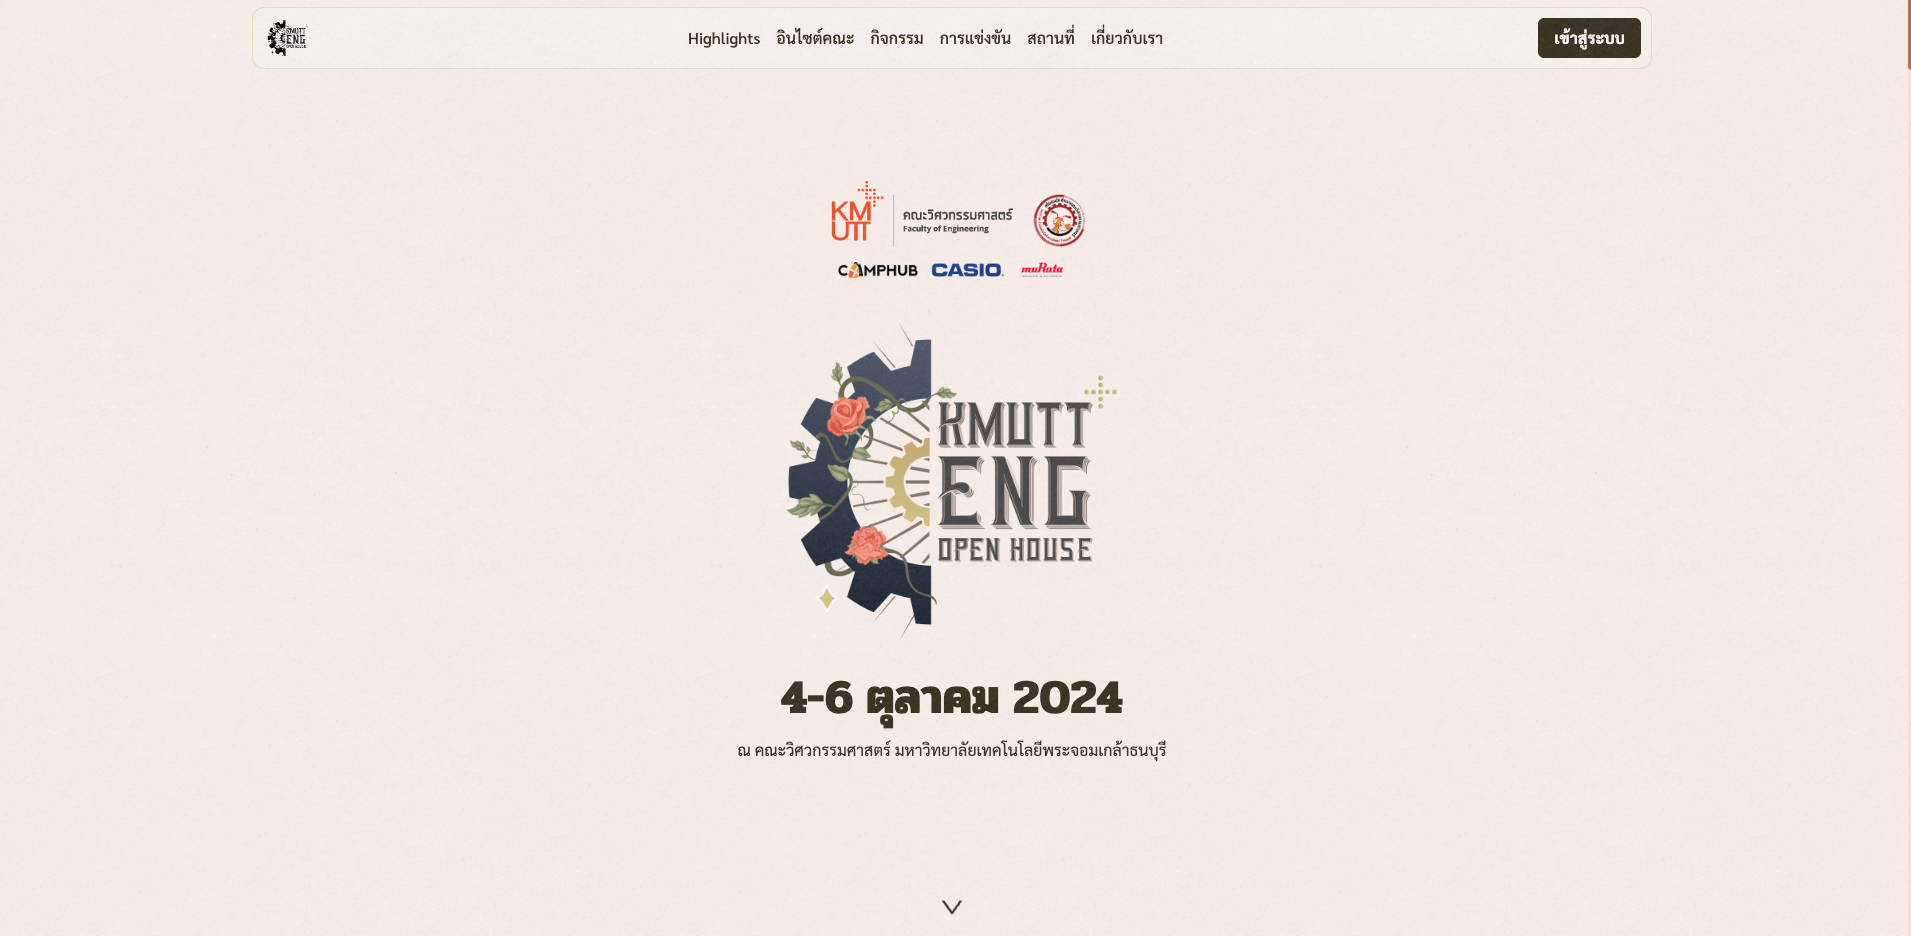 KMUTT
ENG
OPEN HOUSE
Highlights อินไซต์คณะ กิจกรรม การแข่งขัน สถานที่ เกี่ยวกับเรา
เข้าสู่ระบบ
KM
UTT
คณะวิศวกรรมศาสตร์
Faculty of Engineering
CAMPHUB CASIO muRata
KMUTT
ENG
OPEN HOUSE
4-6 ตุลาคม 2024
ณ คณะวิศวกรรมศาสตร์ มหาวิทยาลัยเทคโนโลยีพระจอมเกล้าธนบุรี